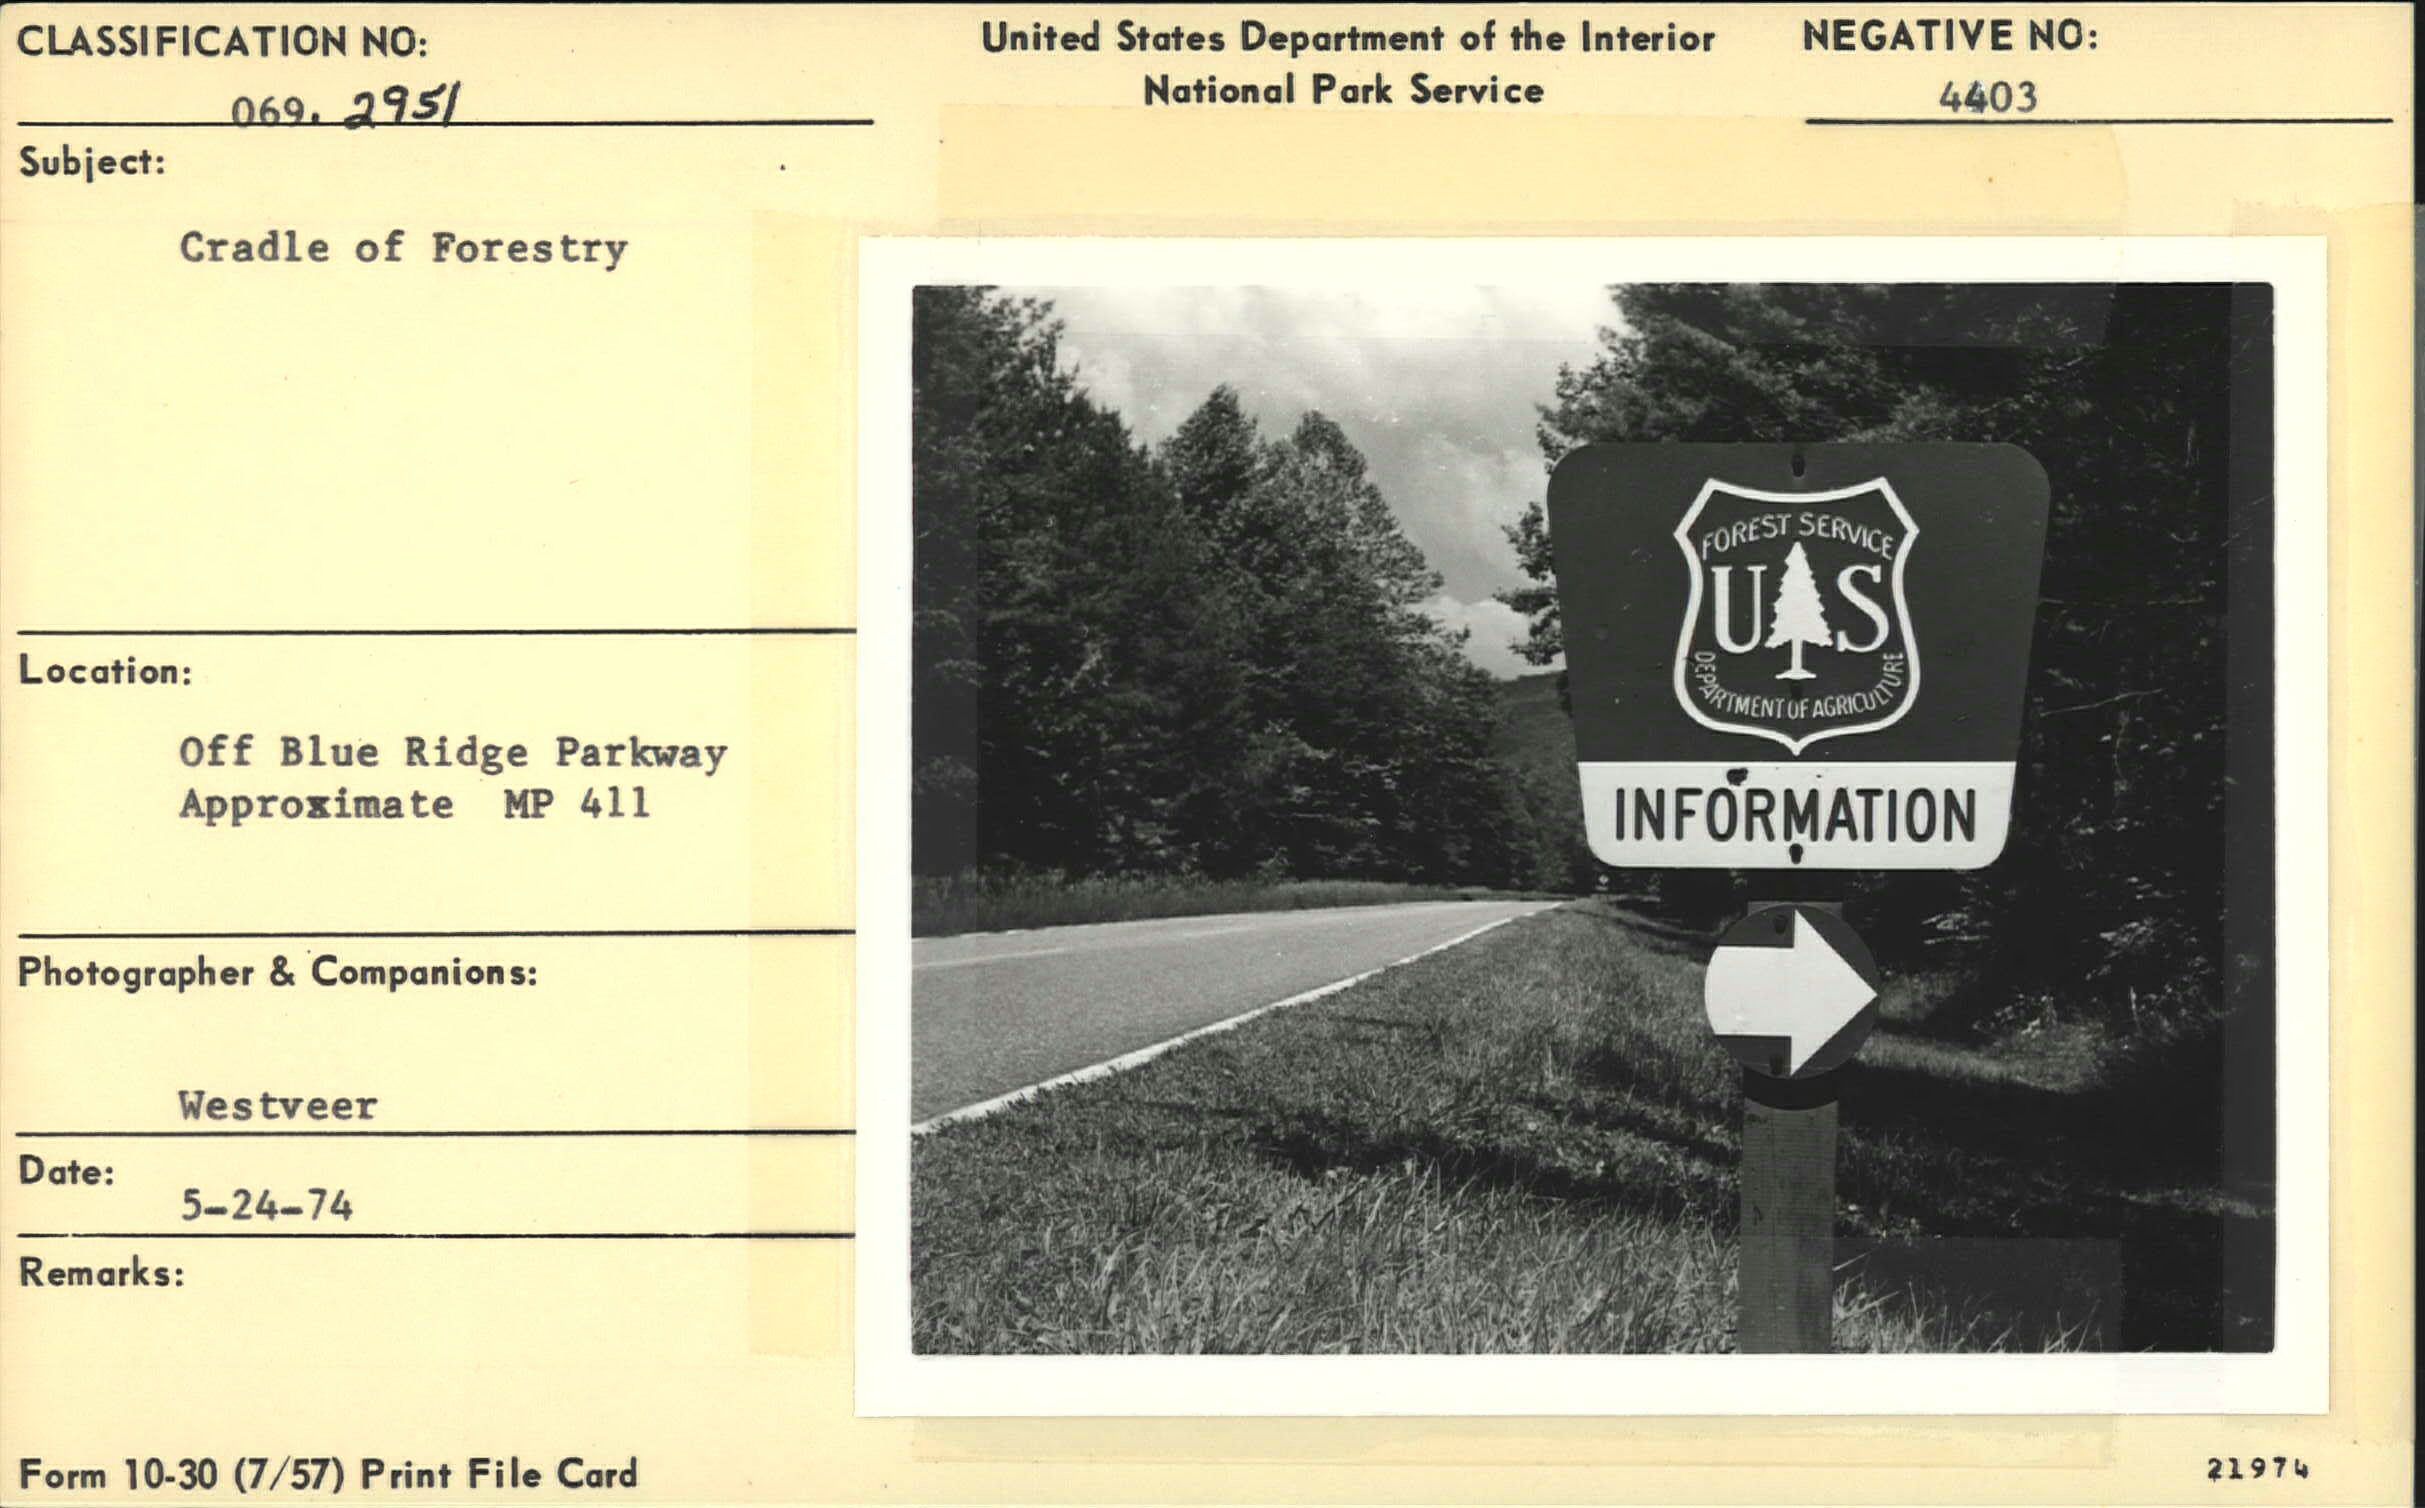 CLASSIFICATION NO:
069. 2951
United States Department of the Interior
National Park Service
NEGATIVE NO:
4403
Subject:
Cradle of Forestry
Location:
Off Blue Ridge Parkway
Approximate MP 411
Photographer & Companions:
Westveer
Date:
5-24-74
Remarks:
FOREST SERVICE
U S
DEPARTMENT OF AGRICULTURE
INFORMATION
Form 10-30 (7/57) Print File Card
21974